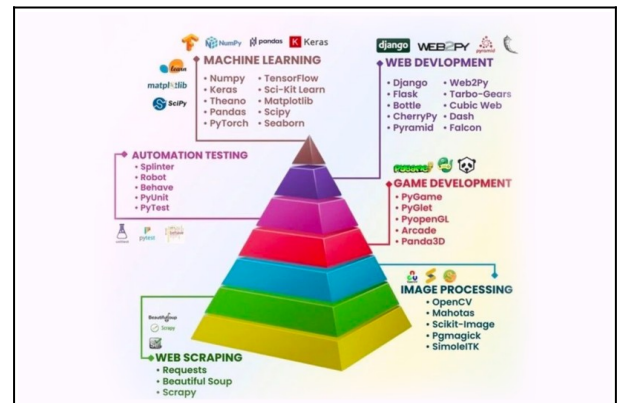 NumPy
pandas
K Keras
MACHINE LEARNING
• Numpy • TensorFlow
• Keras • Sci-Kit Learn
• Theano • Matplotlib
• Pandas • Scipy
• PyTorch • Seaborn
learn
matplotlib
SciPy
django
WEB2PY
pyramid
WEB DEVLOPMENT
• Django • Web2Py
• Flask • Tarbo-Gears
• Bottle • Cubic Web
• CherryPy • Dash
• Pyramid • Falcon
AUTOMATION TESTING
• Splinter
• Robot
• Behave
• PyUnit
• PyTest
pytest
GAME DEVELOPMENT
• PyGame
• PyGlet
• PyopenGL
• Arcade
• Panda3D
IMAGE PROCESSING
• OpenCV
• Mahotas
• Scikit-Image
• Pgmagick
• SimoleITK
WEB SCRAPING
• Requests
• Beautiful Soup
• Scrapy